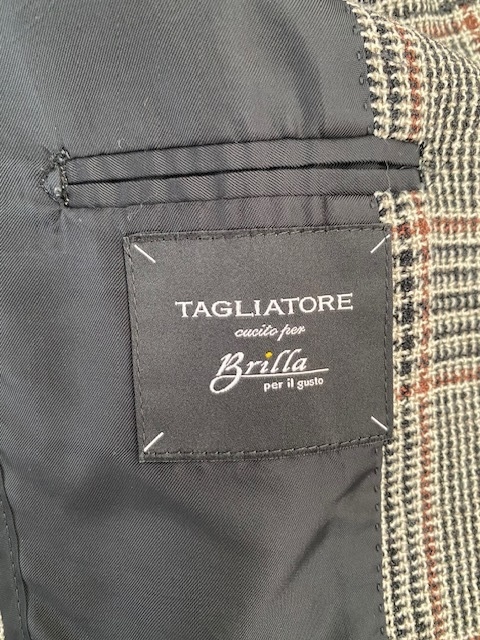 TAGLIATORE
cucito per
Brilla
per il gusto